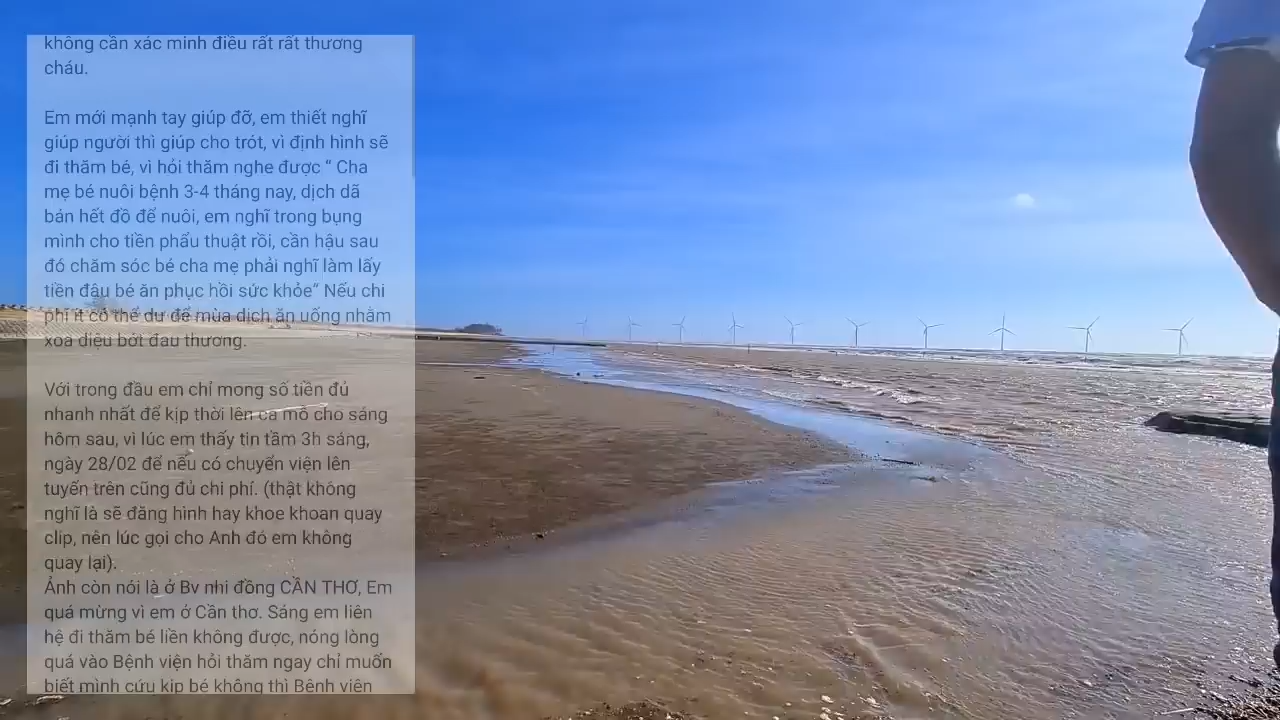 không cần xác minh điều rất rất thương
cháu.
Em mới mạnh tay giúp đỡ, em thiết nghĩ
giúp người thì giúp cho trót, vì định hình sẽ
đi thăm bé, vì hỏi thăm nghe được “ Cha
mẹ bé nuôi bệnh 3-4 tháng nay, dịch dã
bán hết đồ để nuôi, em nghĩ trong bụng
mình cho tiền phẩu thuật rồi, cần hậu sau
đó chăm sóc bé cha mẹ phải nghĩ làm lấy
tiền đâu bé ăn phục hồi sức khỏe“ Nếu chi
phí ít có thể dư để mùa dịch ăn uống nhằm
xoa diệu bớt đau thương.
Với trong đầu em chỉ mong số tiền đủ
nhanh nhất để kịp thời lên ca mổ cho sáng
hôm sau, vì lúc em thấy tin tầm 3h sáng,
ngày 28/02 để nếu có chuyển viện lên
tuyến trên cũng đủ chi phí. (thật không
nghĩ là sẽ đăng hình hay khoe khoan quay
clip, nên lúc gọi cho Anh đó em không
quay lại).
Ảnh còn nói là ở Bv nhi đồng CẦN THƠ, Em
quá mừng vì em ở Cần thơ. Sáng em liên
hệ đi thăm bé liền không được, nóng lòng
quá vào Bệnh viện hỏi thăm ngay chỉ muốn
biết mình cứu kịp bé không thì Bệnh viện